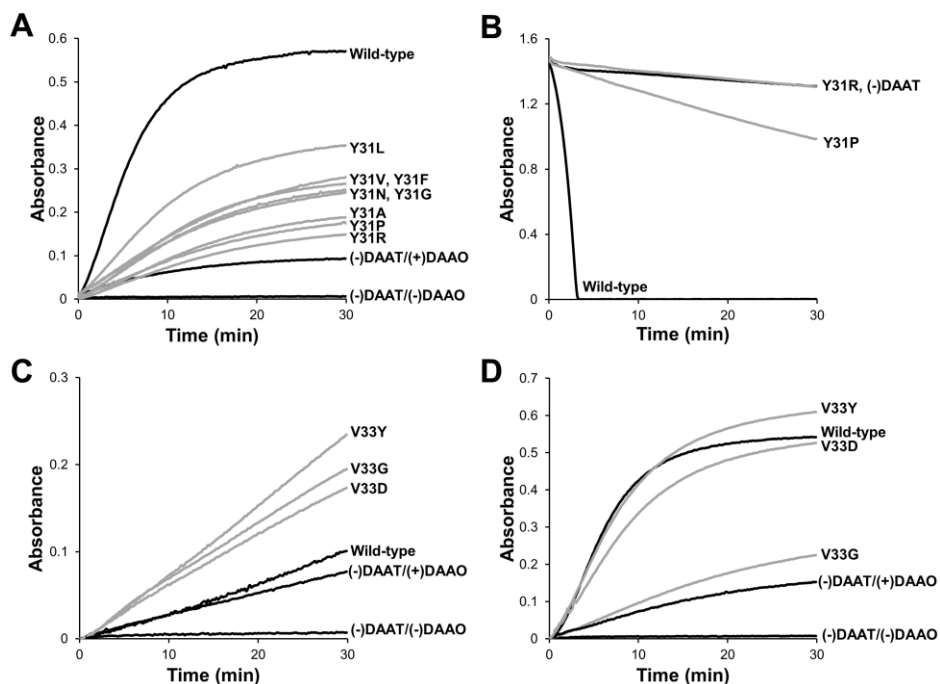 A
0.6
0.5
0.4
0.3
0.2
0.1
0
0
10
20
30
Absorbance
Time (min)
Wild-type
Y31L
Y31V, Y31F
Y31N, Y31G
Y31A
Y31P
Y31R
(-)DAAT/(+)DAAO
(-)DAAT/(-)DAAO
B
1.6
1.2
0.8
0.4
0
0
10
20
30
Absorbance
Time (min)
Y31R, (-)DAAT
Y31P
Wild-type
C
0.3
0.2
0.1
0
0
10
20
30
Absorbance
Time (min)
V33Y
V33G
V33D
Wild-type
(-)DAAT/(+)DAAO
(-)DAAT/(-)DAAO
D
0.7
0.6
0.5
0.4
0.3
0.2
0.1
0
0
10
20
30
Absorbance
Time (min)
V33Y
Wild-type
V33D
V33G
(-)DAAT/(+)DAAO
(-)DAAT/(-)DAAO